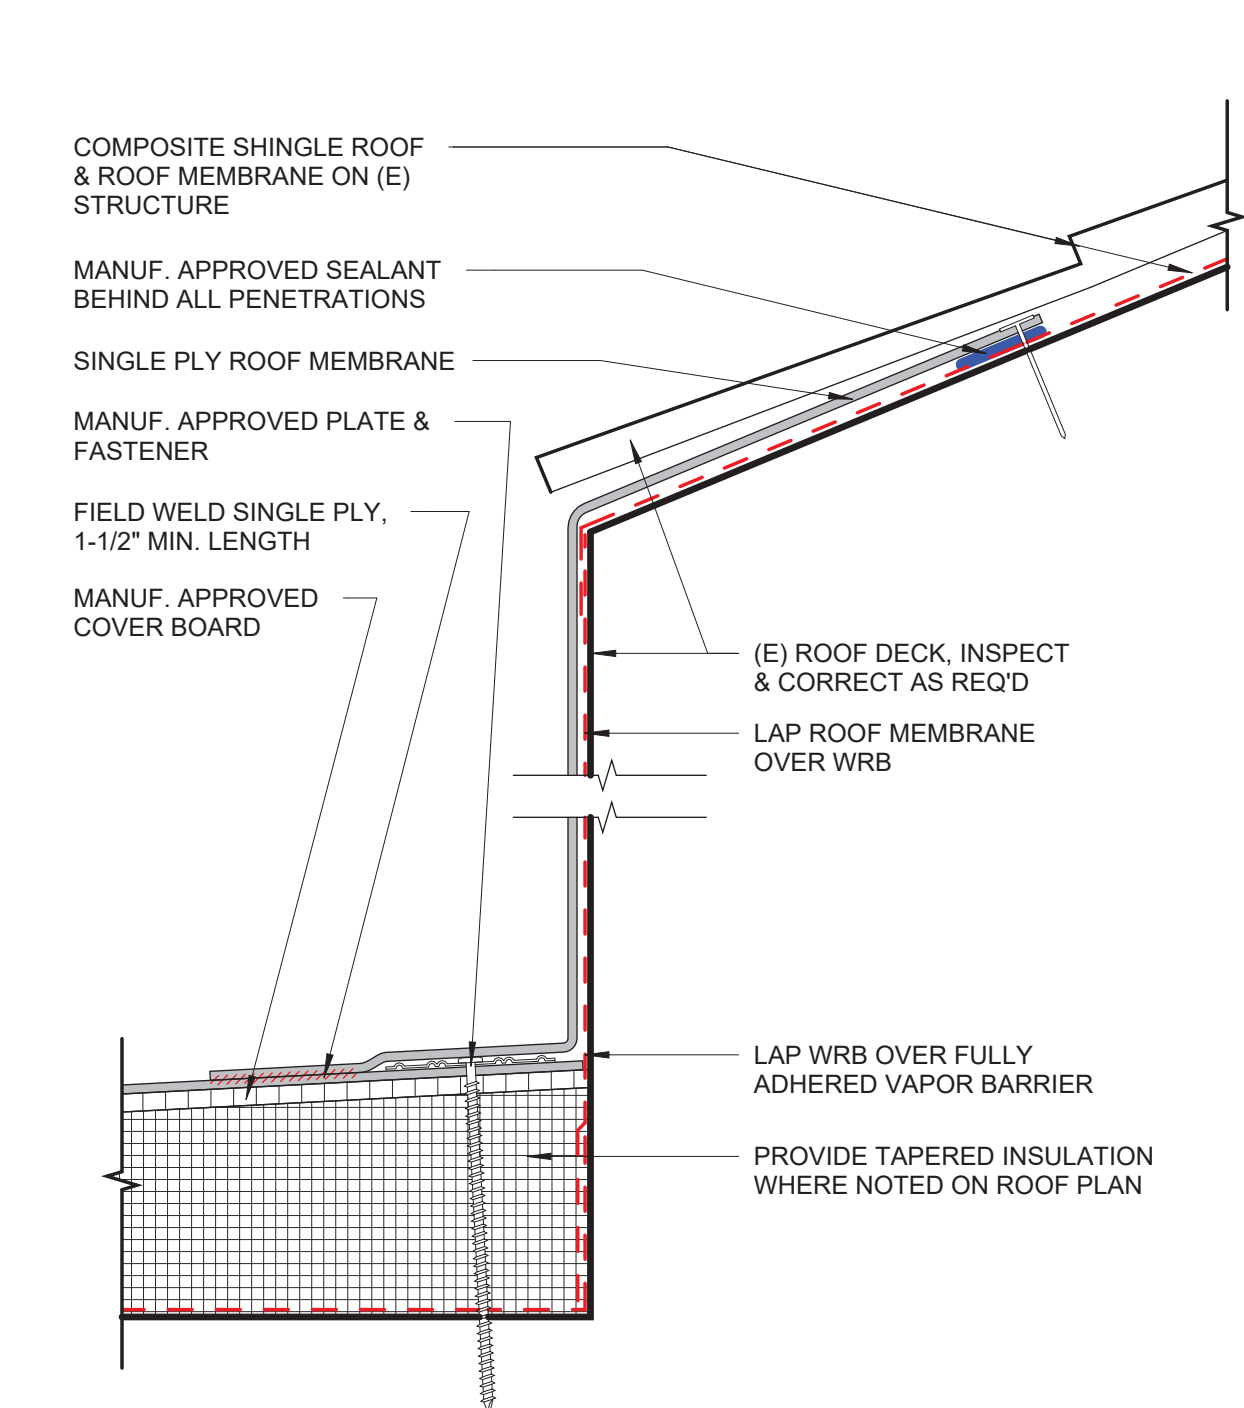 COMPOSITE SHINGLE ROOF
& ROOF MEMBRANE ON (E)
STRUCTURE
MANUF. APPROVED SEALANT
BEHIND ALL PENETRATIONS
SINGLE PLY ROOF MEMBRANE
MANUF. APPROVED PLATE &
FASTENER
FIELD WELD SINGLE PLY,
1-1/2" MIN. LENGTH
MANUF. APPROVED
COVER BOARD
(E) ROOF DECK, INSPECT
& CORRECT AS REQ'D
LAP ROOF MEMBRANE
OVER WRB
LAP WRB OVER FULLY
ADHERED VAPOR BARRIER
PROVIDE TAPERED INSULATION
WHERE NOTED ON ROOF PLAN